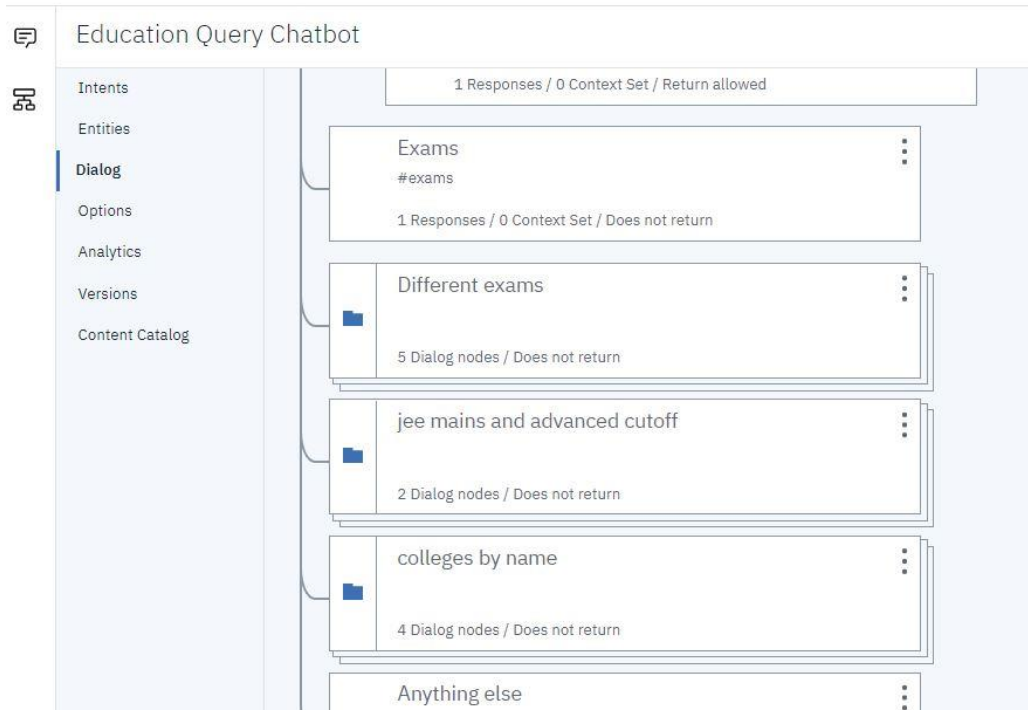 Education Query Chatbot
Intents
Entities
Dialog
Options
Analytics
Versions
Content Catalog
1 Responses / 0 Context Set / Return allowed
Exams
#exams
1 Responses / 0 Context Set / Does not return
Different exams
5 Dialog nodes / Does not return
jee mains and advanced cutoff
2 Dialog nodes / Does not return
colleges by name
4 Dialog nodes / Does not return
Anything else